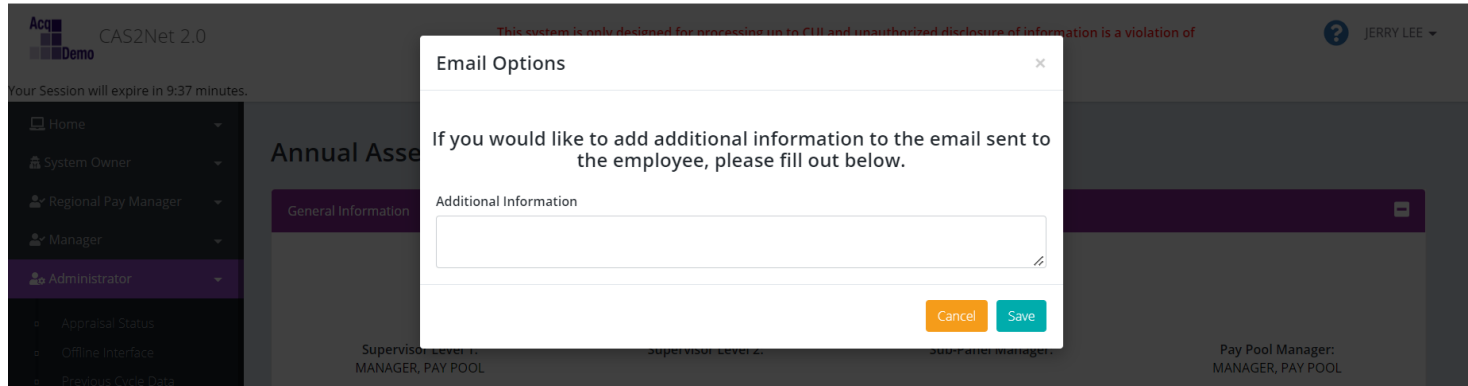 Acq
Demo
CAS2Net 2.0
This system is only designed for processing up to CUI and unauthorized disclosure of information is a violation of
? JERRY LEE
Your Session will expire in 9:37 minutes.
Home
System Owner
Regional Pay Manager
Manager
Administrator
Appraisal Status
Offline Interface
Previous Cycle Data
Annual Asse
General Information
Email Options
×
If you would like to add additional information to the email sent to
the employee, please fill out below.
Additional Information
Cancel Save
Supervisor Level 1:
MANAGER, PAY POOL
Supervisor Level 2:
Sub-Panel Manager:
Pay Pool Manager:
MANAGER, PAY POOL